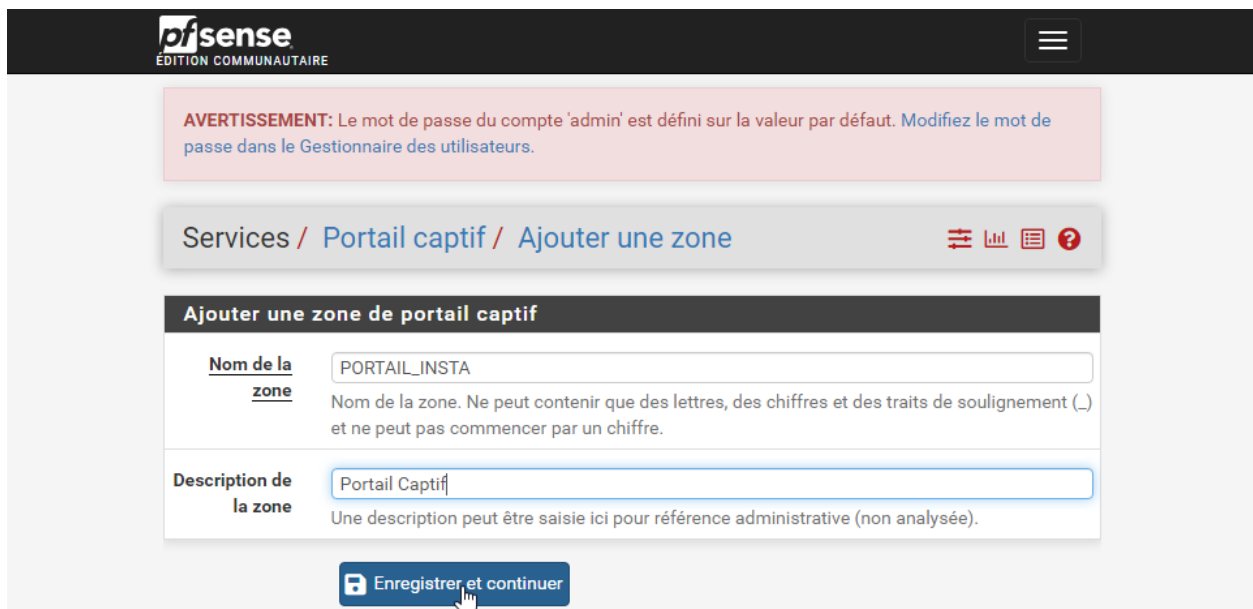 pfsense
ÉDITION COMMUNAUTAIRE
AVERTISSEMENT: Le mot de passe du compte 'admin' est défini sur la valeur par défaut. Modifiez le mot de
passe dans le Gestionnaire des utilisateurs.
Services / Portail captif / Ajouter une zone
Ajouter une zone de portail captif
Nom de la
zone
PORTAIL_INSTA
Nom de la zone. Ne peut contenir que des lettres, des chiffres et des traits de soulignement (_)
et ne peut pas commencer par un chiffre.
Description de
la zone
Portail Captif
Une description peut être saisie ici pour référence administrative (non analysée).
Enregistrer et continuer